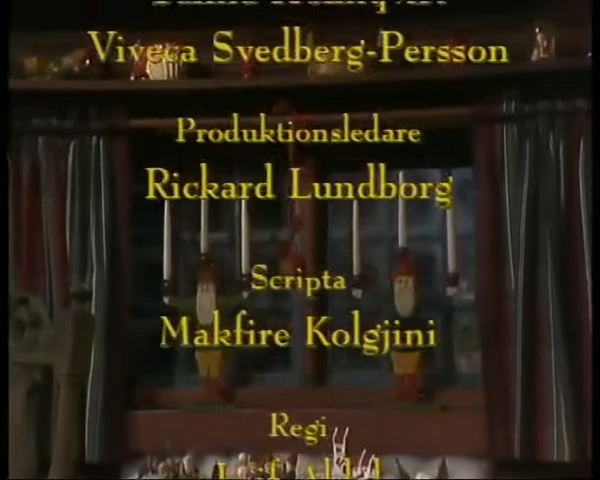 Viveca Svedberg-Persson
Produktionsledare
Rickard Lundborg
Scripta
Makfire Kolgjini
Regi